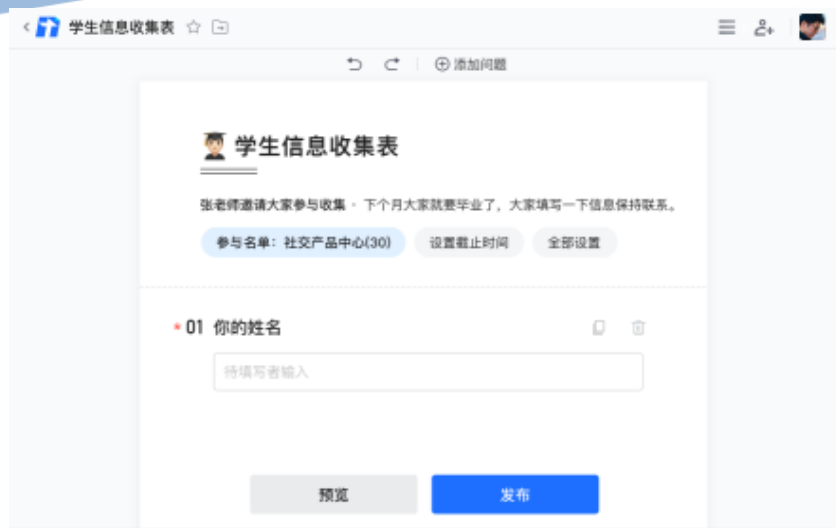 学生信息收集表
添加问题
学生信息收集表
张老师邀请大家参与收集 · 下个月大家就要毕业了，大家填写一下信息保持联系。
参与名单：社交产品中心(30) 设置截止时间 全部设置
* 01 你的姓名
待填写者输入
预览 发布